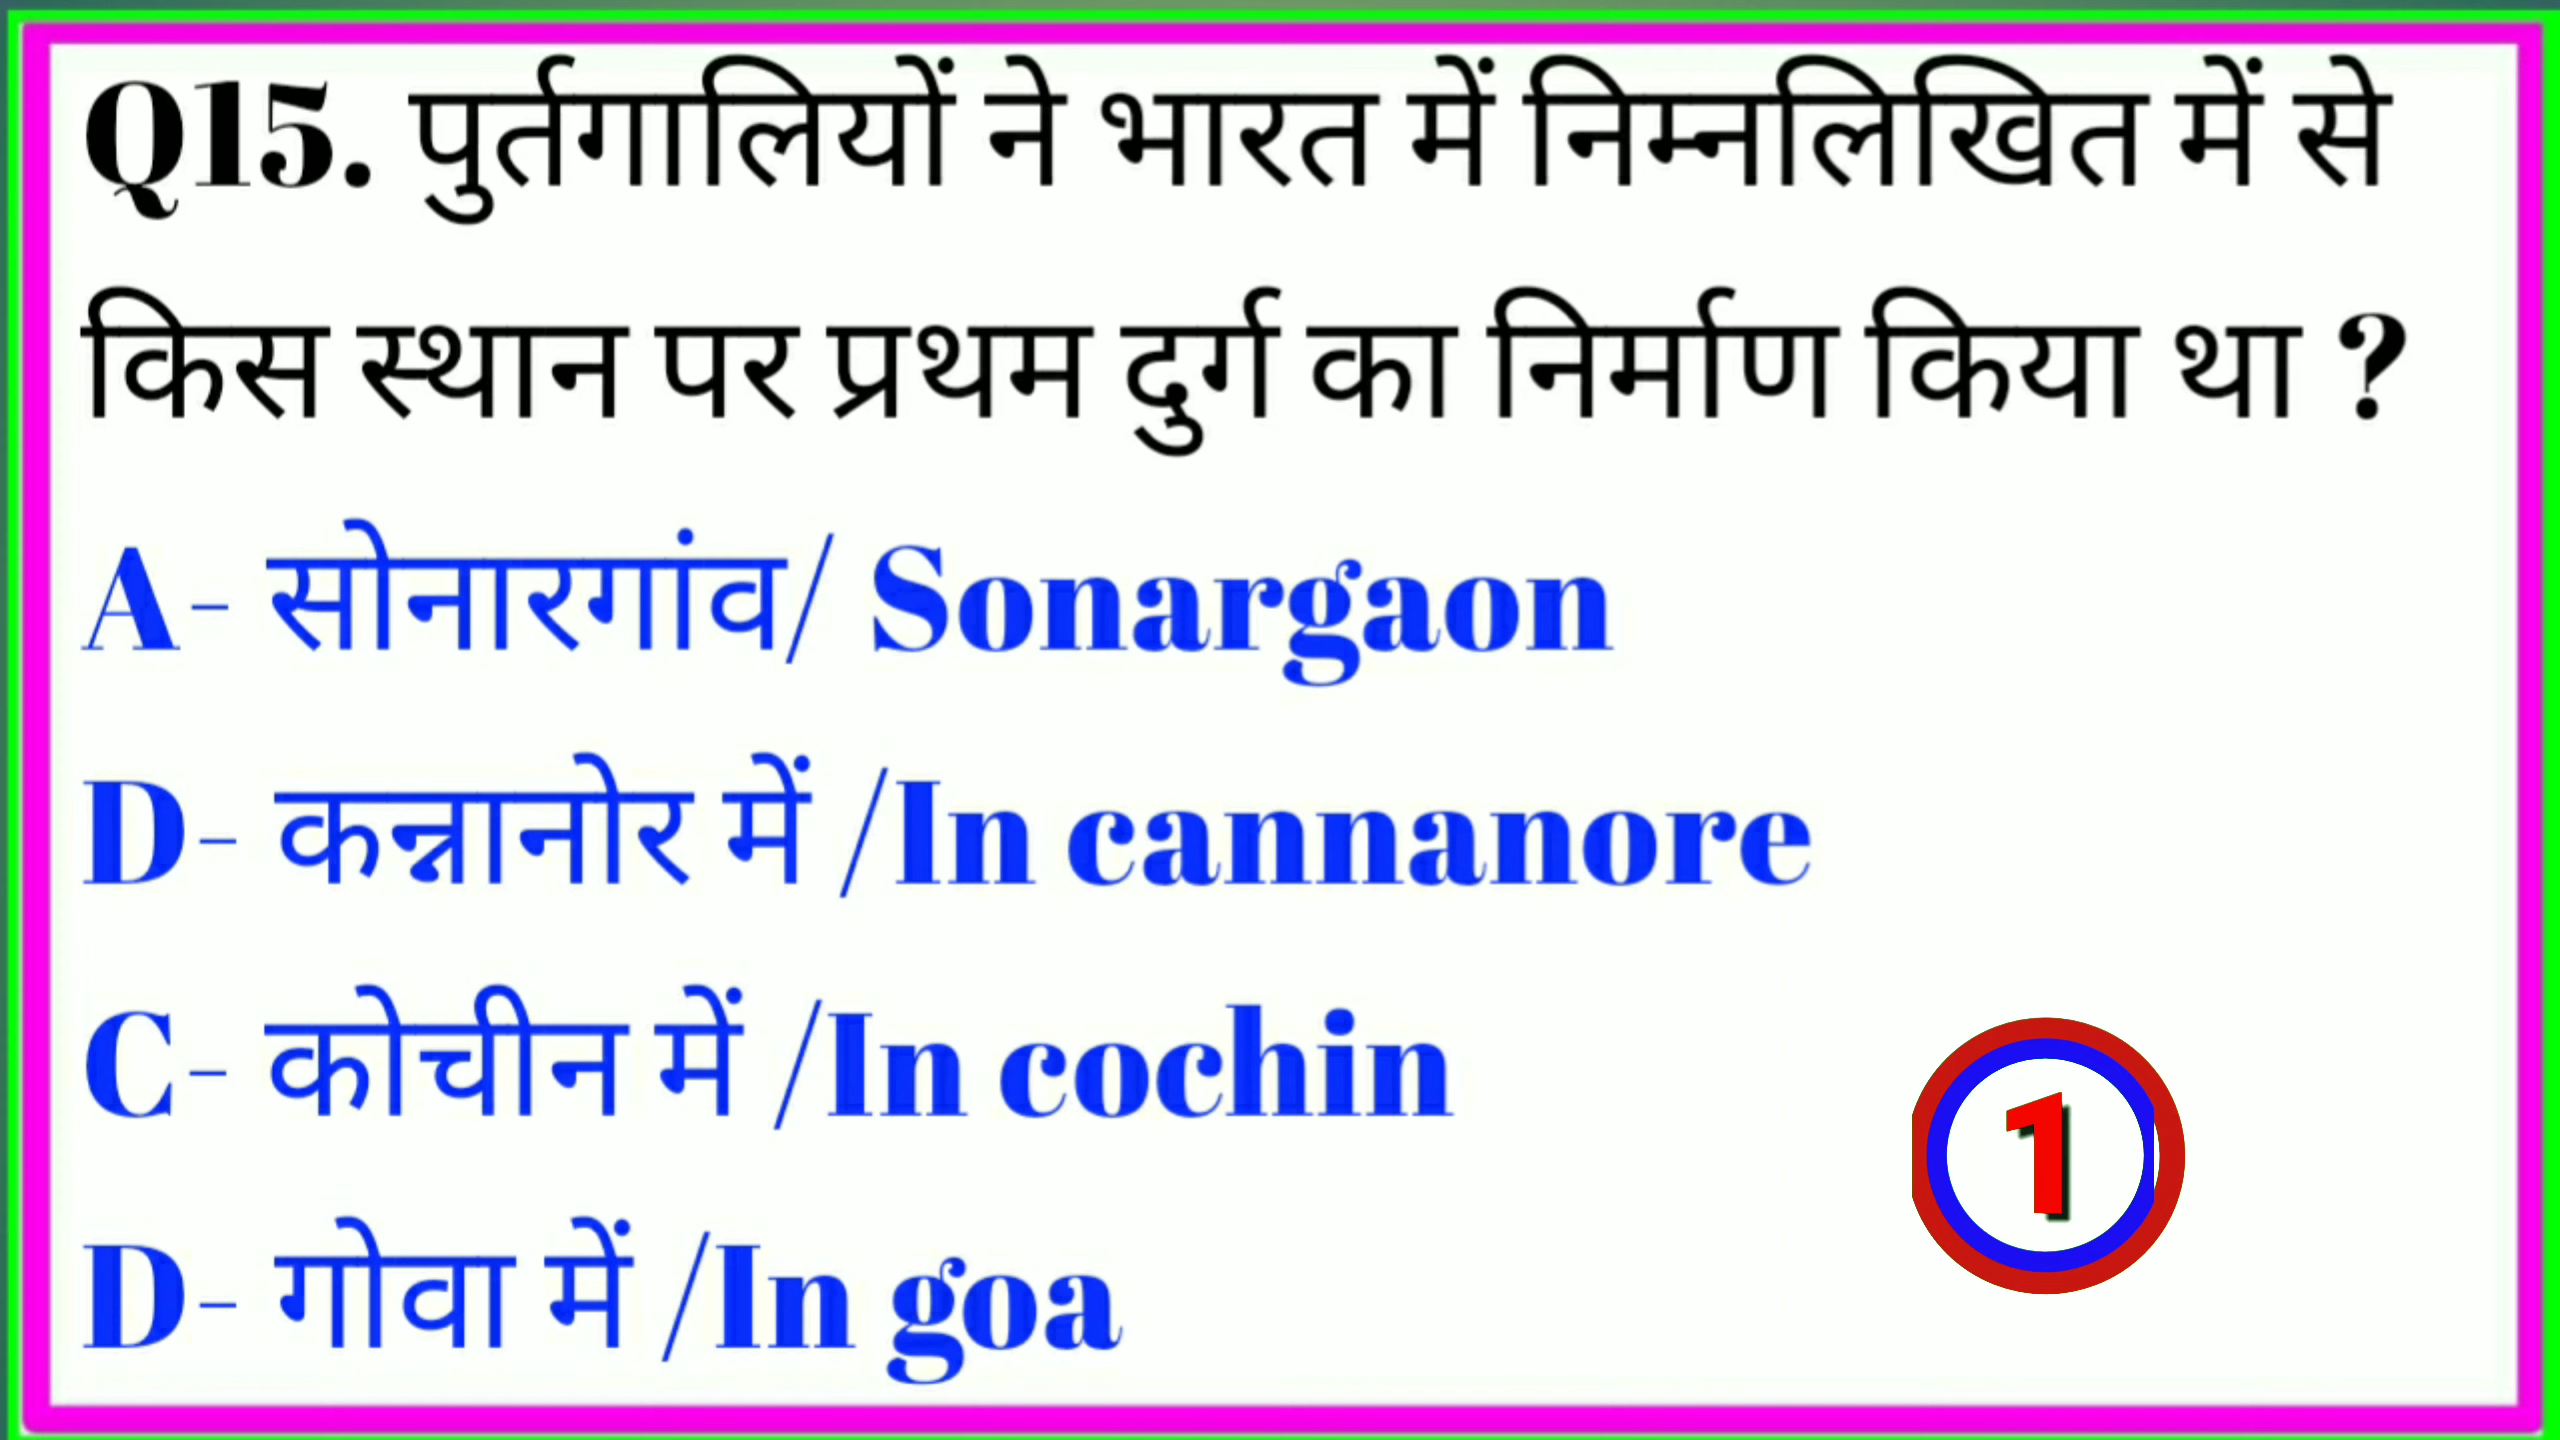 Q15. पुर्तगालियों ने भारत में निम्नलिखित में से
किस स्थान पर प्रथम दुर्ग का निर्माण किया था ?
A- सोनारगांव/ Sonargaon
D- कन्नानोर में /In cannanore
C- कोचीन में /In cochin
1
D- गोवा में /In goa